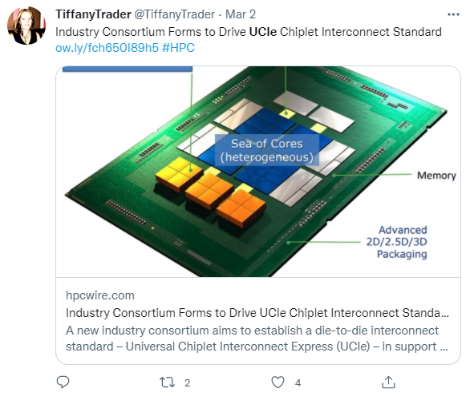 TiffanyTrader @TiffanyTrader · Mar 2
Industry Consortium Forms to Drive UCIe Chiplet Interconnect Standard
ow.ly/fch650I89h5 #HPC
Sea of Cores
(heterogeneous)
Memory
Advanced
2D/2.5D/3D
Packaging
hpcwire.com
Industry Consortium Forms to Drive UCIe Chiplet Interconnect Standa...
A new industry consortium aims to establish a die-to-die interconnect
standard – Universal Chiplet Interconnect Express (UCIe) – in support ...
2
4